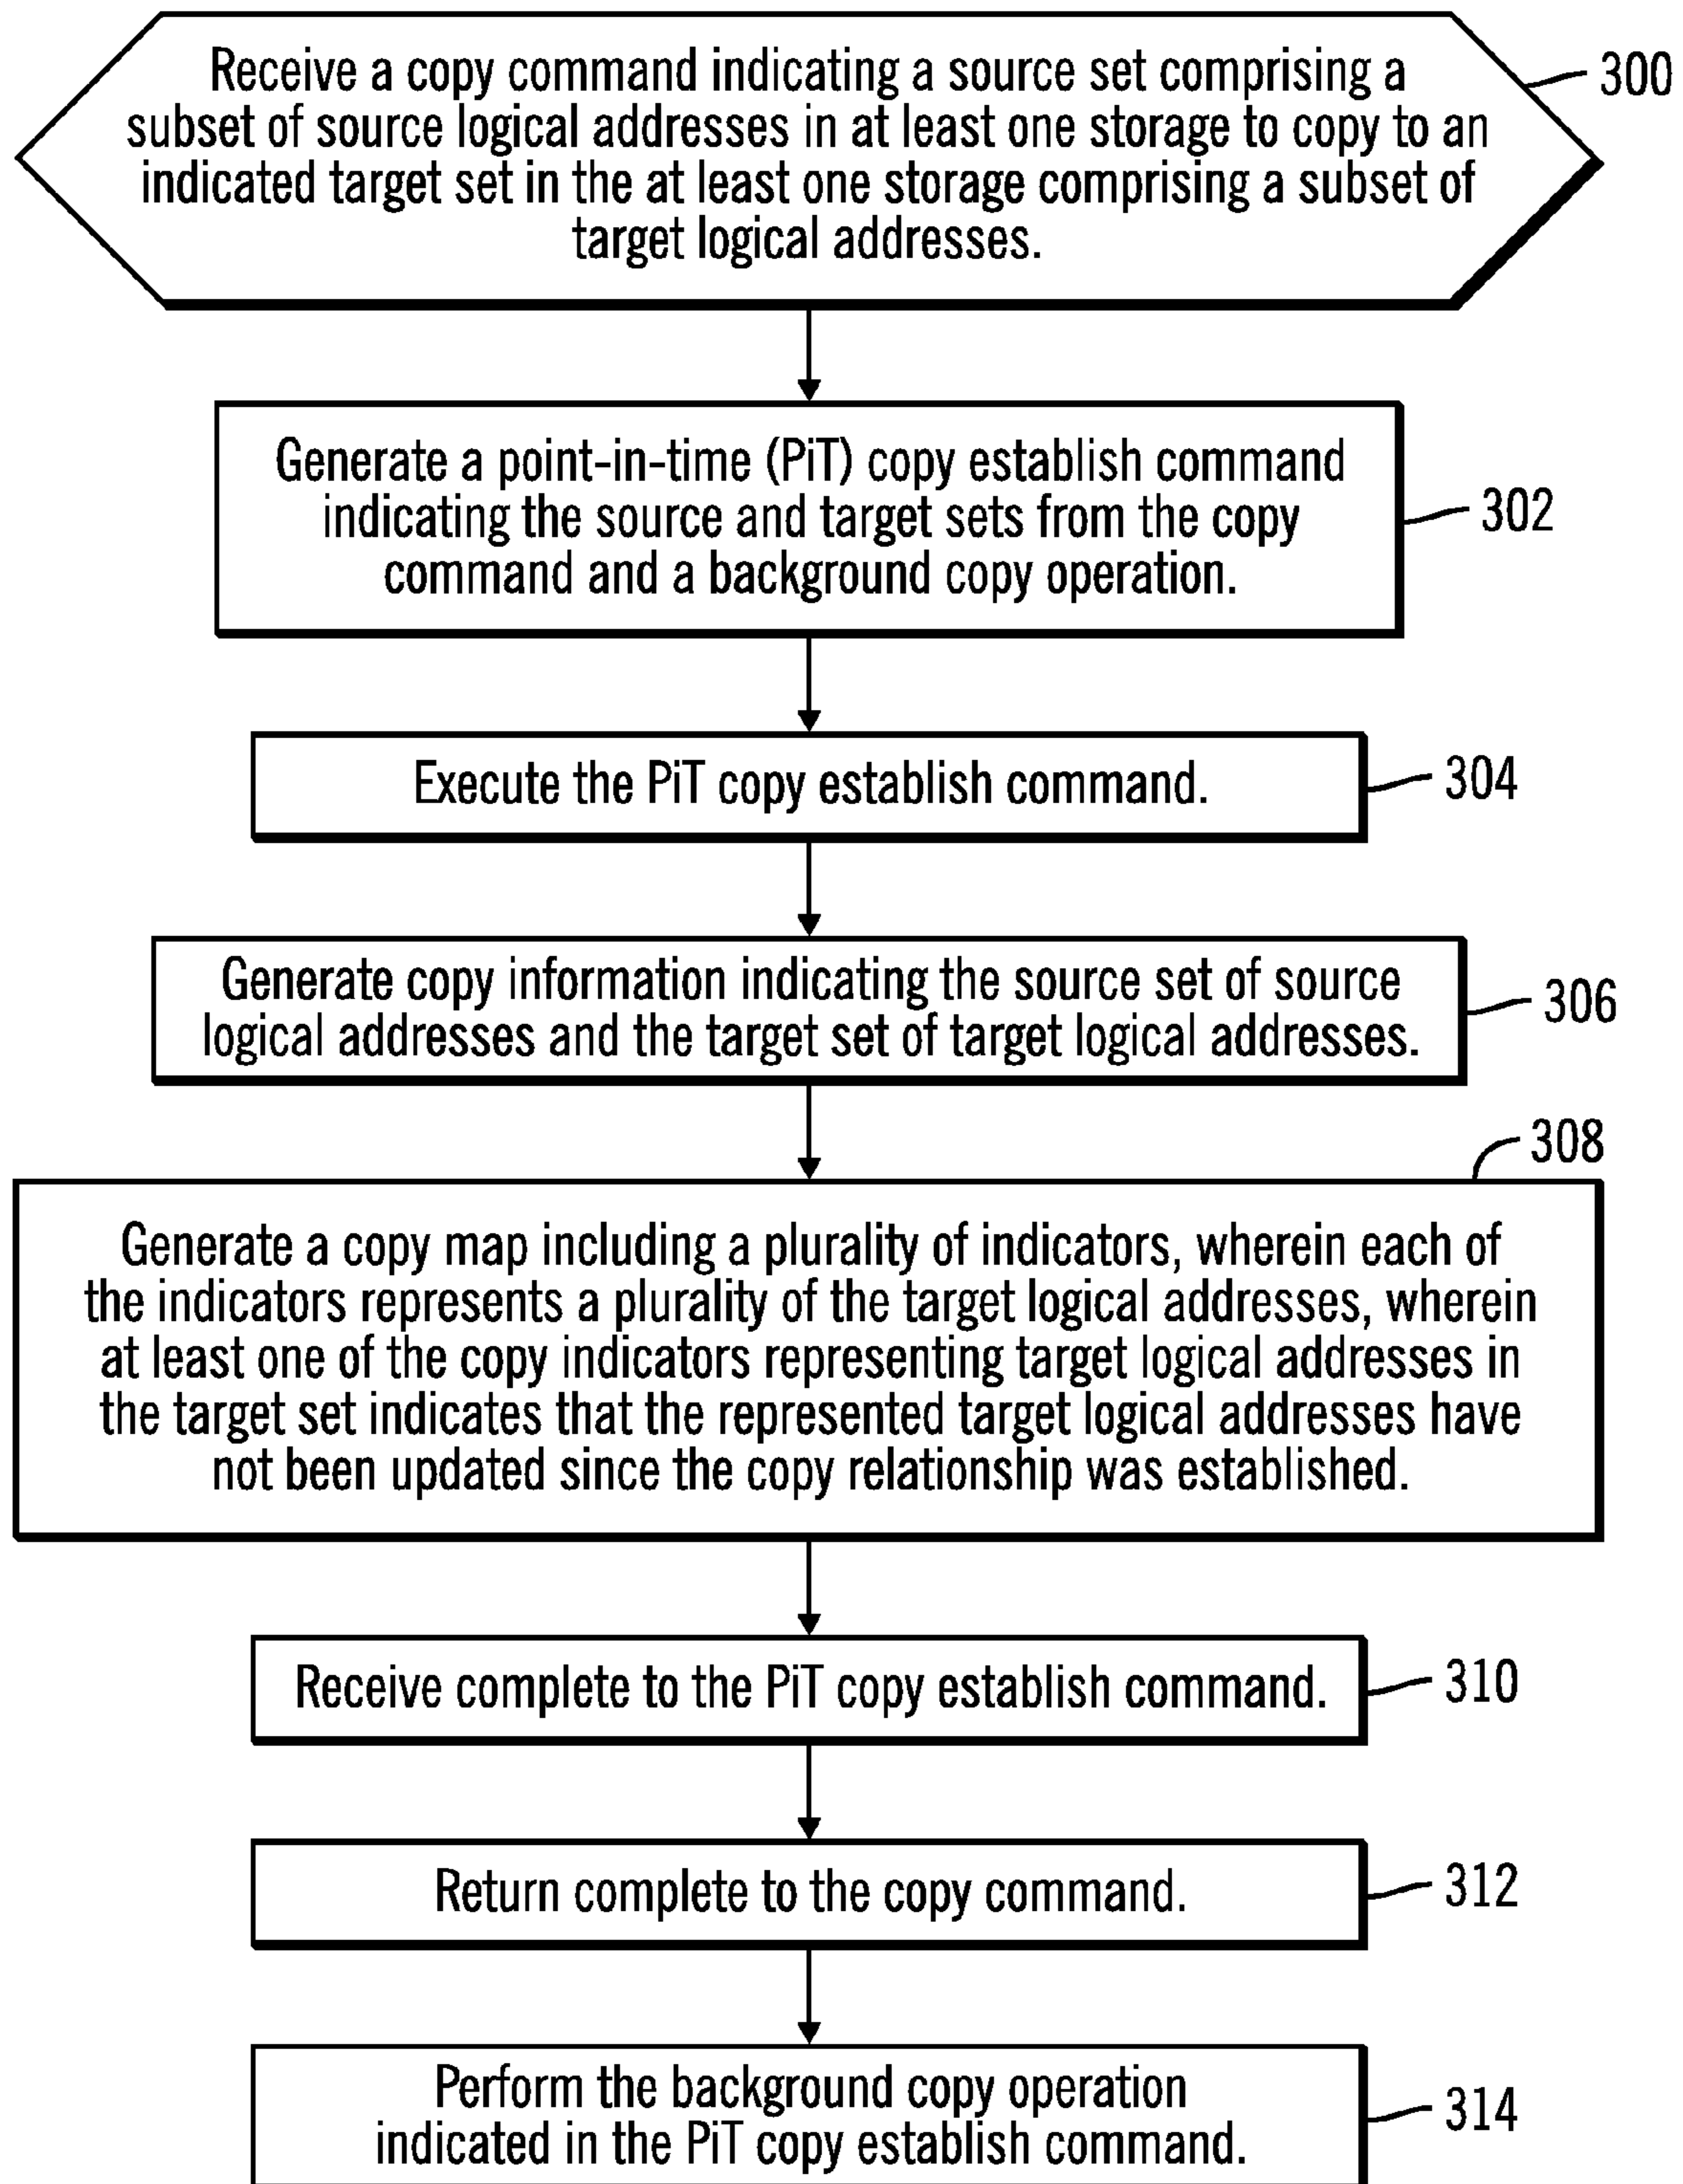 Receive a copy command indicating a source set comprising a
300
subset of source logical addresses in at least one storage to copy to an
indicated target set in the at least one storage comprising a subset of
target logical addresses.
Generate a point-in-time (PiT) copy establish command
indicating the source and target sets from the copy
302
command and a background copy operation.
Execute the PiT copy establish command.
304
Generate copy information indicating the source set of source
306
logical addresses and the target set of target logical addresses.
308
Generate a copy map including a plurality of indicators, wherein each of
the indicators represents a plurality of the target logical addresses, wherein
at least one of the copy indicators representing target logical addresses in
the target set indicates that the represented target logical addresses have
not been updated since the copy relationship was established.
Receive complete to the PiT copy establish command.
310
Return complete to the copy command.
312
Perform the background copy operation
314
indicated in the PiT copy establish command.